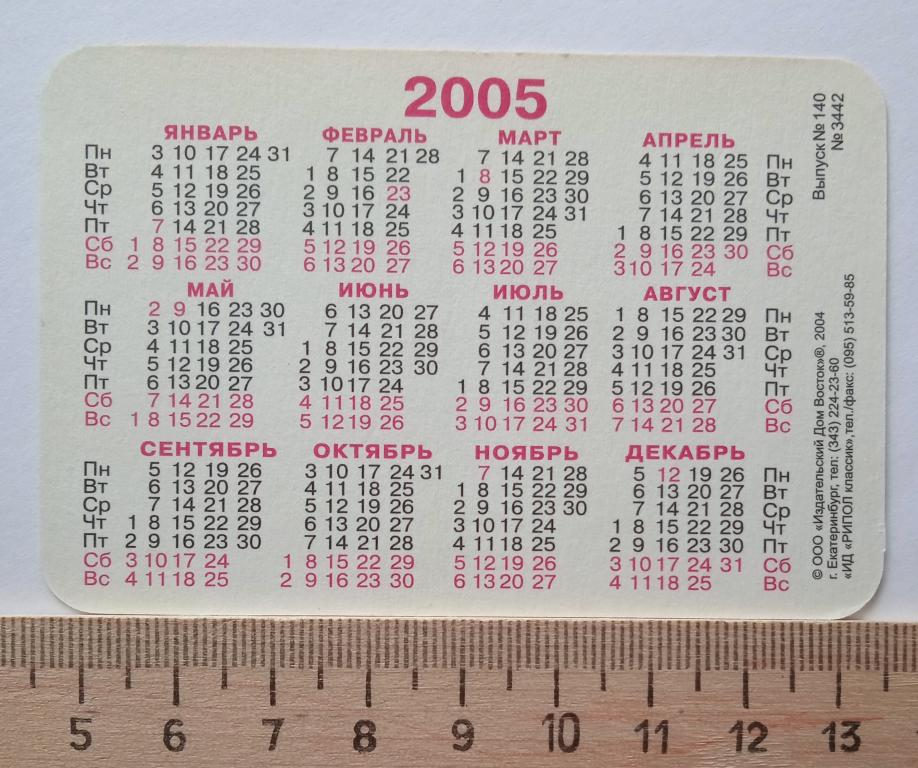 2005
ЯНВАРЬ ФЕВРАЛЬ МАРТ АПРЕЛЬ
Пн 3 10 17 24 31 7 14 21 28 7 14 21 28 4 11 18 25 Пн
Вт 4 11 18 25 1 8 15 22 1 8 15 22 29 5 12 19 26 Вт
Ср 5 12 19 26 2 9 16 23 2 9 16 23 30 6 13 20 27 Ср
Чт 6 13 20 27 3 10 17 24 3 10 17 24 31 7 14 21 28 Чт
Пт 7 14 21 28 4 11 18 25 4 11 18 25 1 8 15 22 29 Пт
Сб 1 8 15 22 29 5 12 19 26 5 12 19 26 2 9 16 23 30 Сб
Вс 2 9 16 23 30 6 13 20 27 6 13 20 27 3 10 17 24 Вс
МАЙ ИЮНЬ ИЮЛЬ АВГУСТ
Пн 2 9 16 23 30 6 13 20 27 4 11 18 25 1 8 15 22 29 Пн
Вт 3 10 17 24 31 7 14 21 28 5 12 19 26 2 9 16 23 30 Вт
Ср 4 11 18 25 1 8 15 22 29 6 13 20 27 3 10 17 24 31 Ср
Чт 5 12 19 26 2 9 16 23 30 7 14 21 28 4 11 18 25 Чт
Пт 6 13 20 27 3 10 17 24 1 8 15 22 29 5 12 19 26 Пт
Сб 7 14 21 28 4 11 18 25 2 9 16 23 30 6 13 20 27 Сб
Вс 1 8 15 22 29 5 12 19 26 3 10 17 24 31 7 14 21 28 Вс
СЕНТЯБРЬ ОКТЯБРЬ НОЯБРЬ ДЕКАБРЬ
Пн 5 12 19 26 3 10 17 24 31 7 14 21 28 5 12 19 26 Пн
Вт 6 13 20 27 4 11 18 25 1 8 15 22 29 6 13 20 27 Вт
Ср 7 14 21 28 5 12 19 26 2 9 16 23 30 7 14 21 28 Ср
Чт 1 8 15 22 29 6 13 20 27 3 10 17 24 1 8 15 22 29 Чт
Пт 2 9 16 23 30 7 14 21 28 4 11 18 25 2 9 16 23 30 Пт
Сб 3 10 17 24 1 8 15 22 29 5 12 19 26 3 10 17 24 31 Сб
Вс 4 11 18 25 2 9 16 23 30 6 13 20 27 4 11 18 25 Вс
Выпуск № 140
№ 3442
© ООО «Издательский Дом Восток»®, 2004
г. Екатеринбург, тел: (343) 224-23-60
«ИД «РИПОЛ классик»,тел./факс: (095) 513-59-85
5 6 7 8 9 10 11 12 13